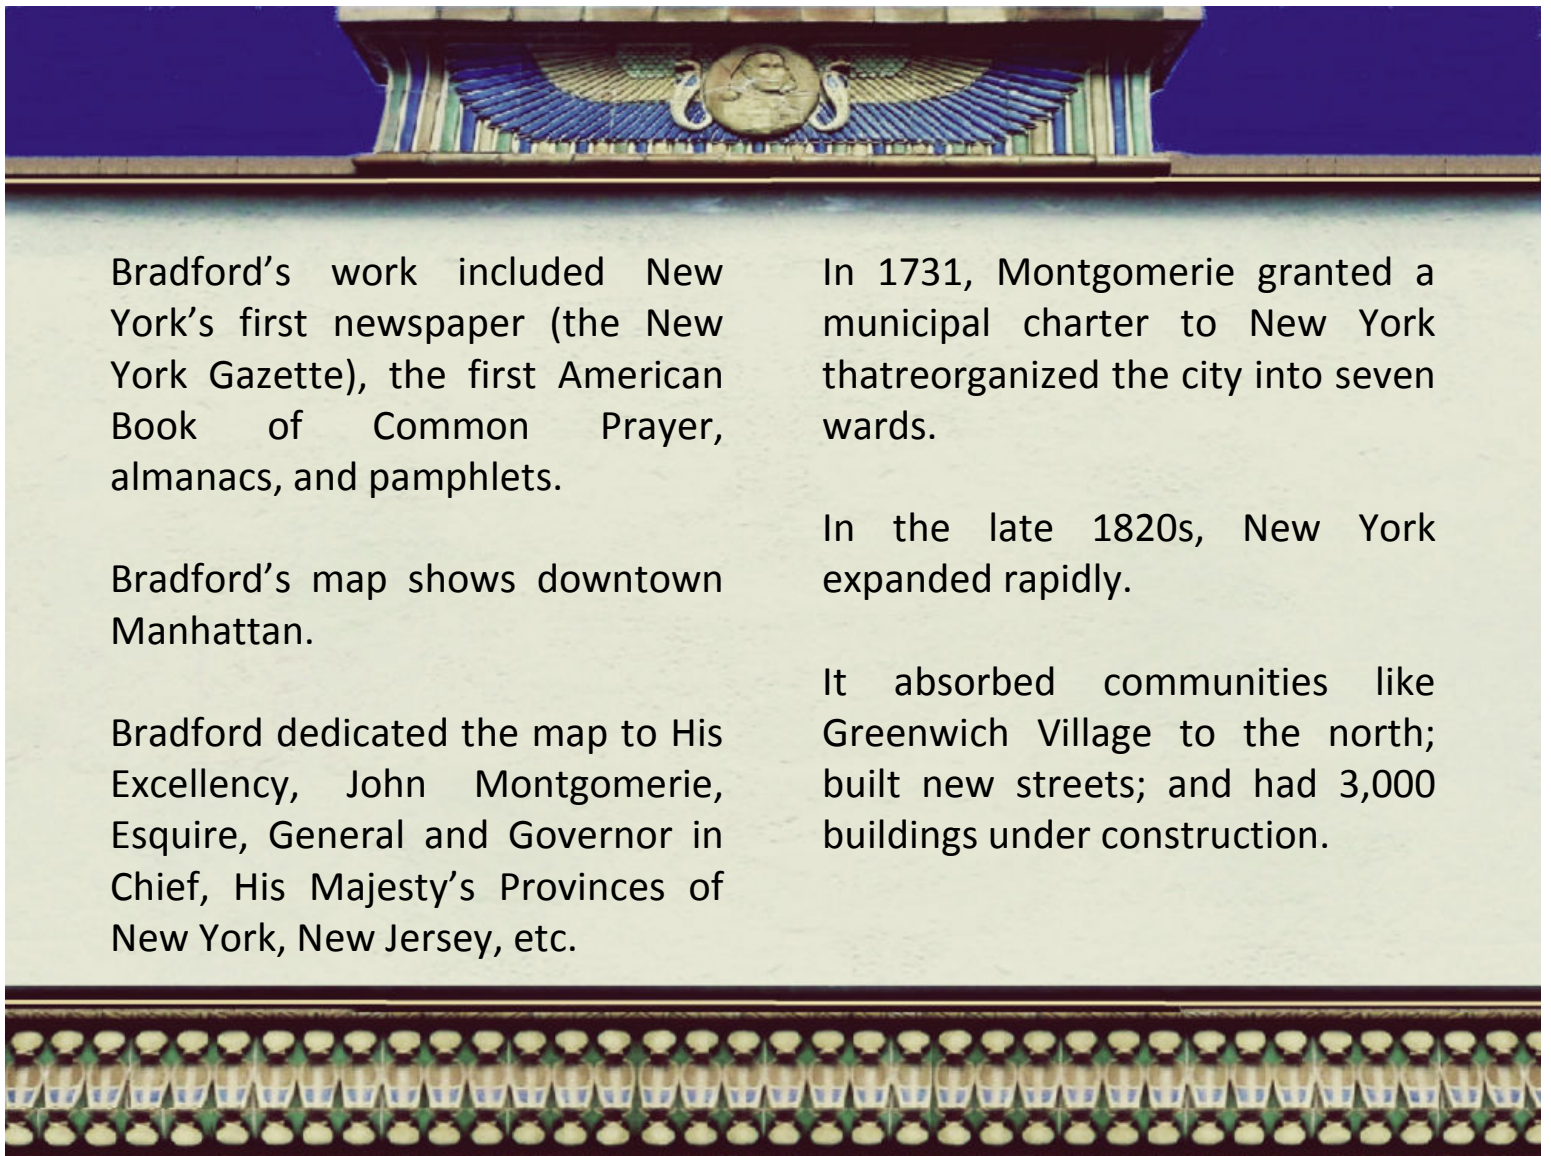 Bradford’s work included New
York’s first newspaper (the New
York Gazette), the first American
Book of Common Prayer,
almanacs, and pamphlets.
Bradford’s map shows downtown
Manhattan.
Bradford dedicated the map to His
Excellency, John Montgomerie,
Esquire, General and Governor in
Chief, His Majesty’s Provinces of
New York, New Jersey, etc.
In 1731, Montgomerie granted a
municipal charter to New York
thatreorganized the city into seven
wards.
In the late 1820s, New York
expanded rapidly.
It absorbed communities like
Greenwich Village to the north;
built new streets; and had 3,000
buildings under construction.